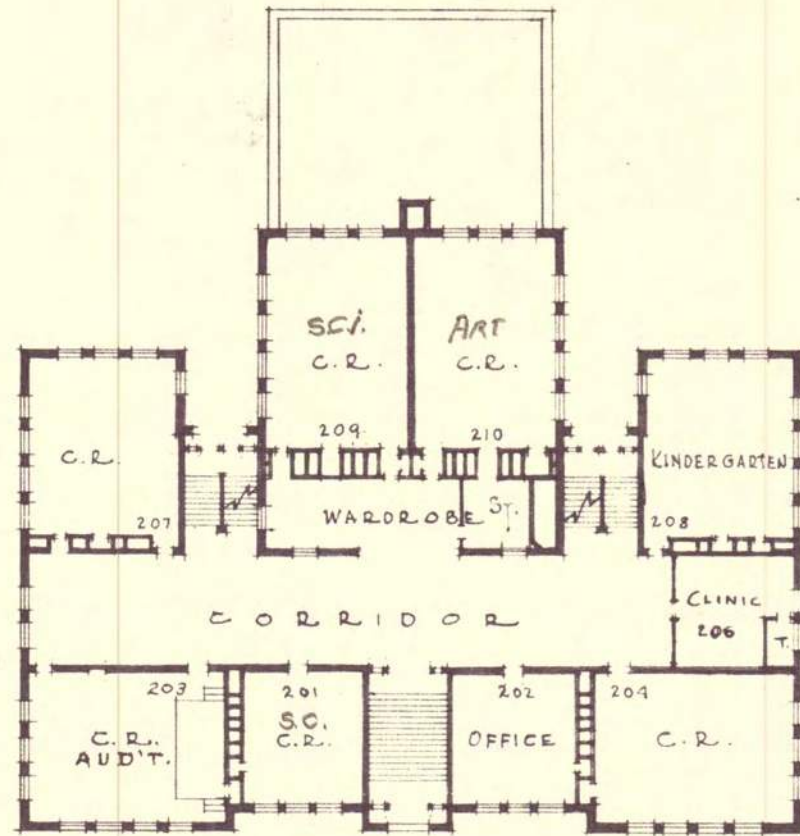 SCI.
C.R.
209
ART
C.R.
210
C.R.
207
KINDERGARTEN
208
WARDROBE
ST.
CORRIDOR
CLINIC
206
T.
203
C.R.
AUD'T.
201
S.C.
C.R.
202
OFFICE
204
C.R.